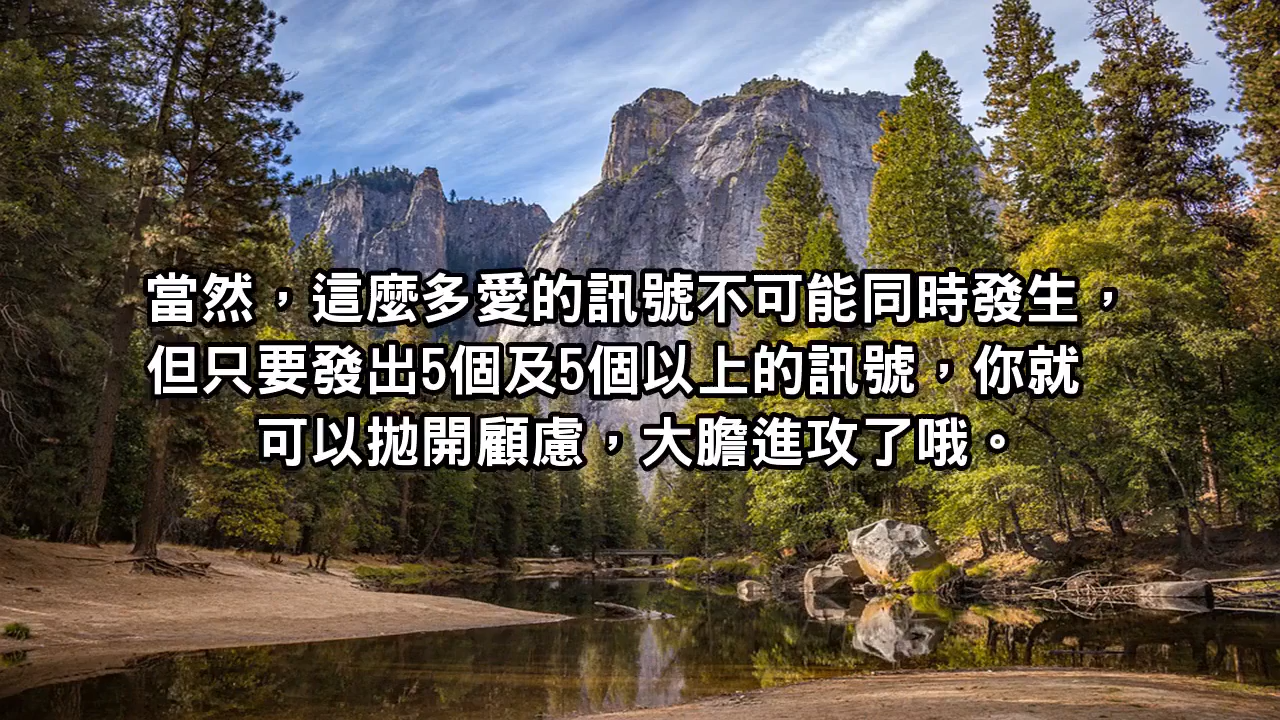 當然，這麼多愛的訊號不可能同時發生，
但只要發出5個及5個以上的訊號，你就
可以拋開顧慮，大膽進攻了哦。